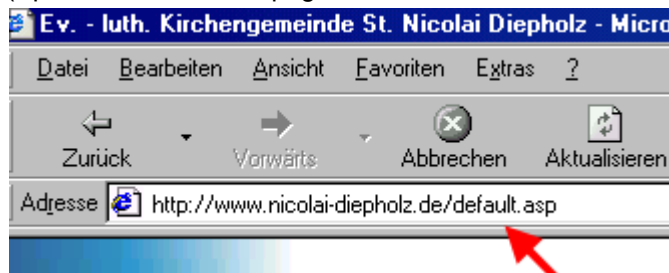 Ev. - luth. Kirchengemeinde St. Nicolai Diepholz - Micro
Datei Bearbeiten Ansicht Favoriten Extras ?
Zurück Vorwärts Abbrechen Aktualisieren
Adresse http://www.nicolai-diepholz.de/default.asp